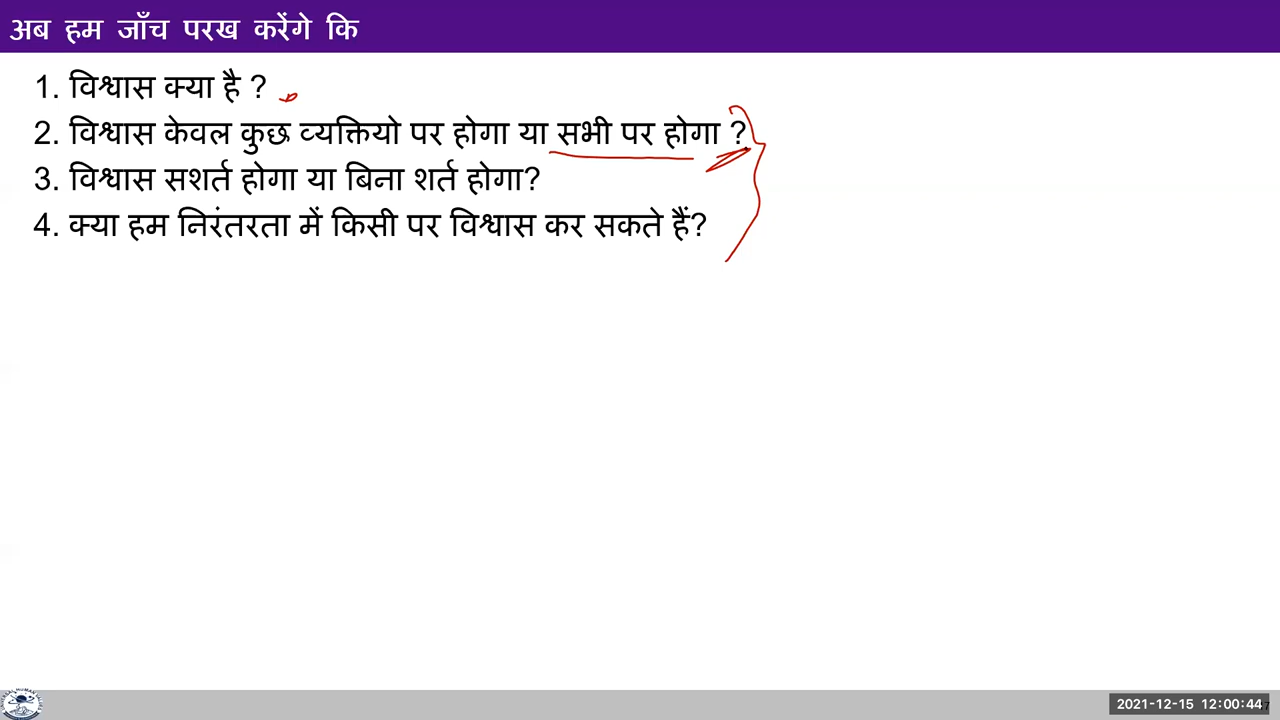 अब हम जाँच परख करेंगे कि
1. विश्वास क्या है ?
2. विश्वास केवल कुछ व्यक्तियो पर होगा या सभी पर होगा ?
3. विश्वास सशर्त होगा या बिना शर्त होगा?
4. क्या हम निरंतरता में किसी पर विश्वास कर सकते हैं?
2021-12-15 12:00:44